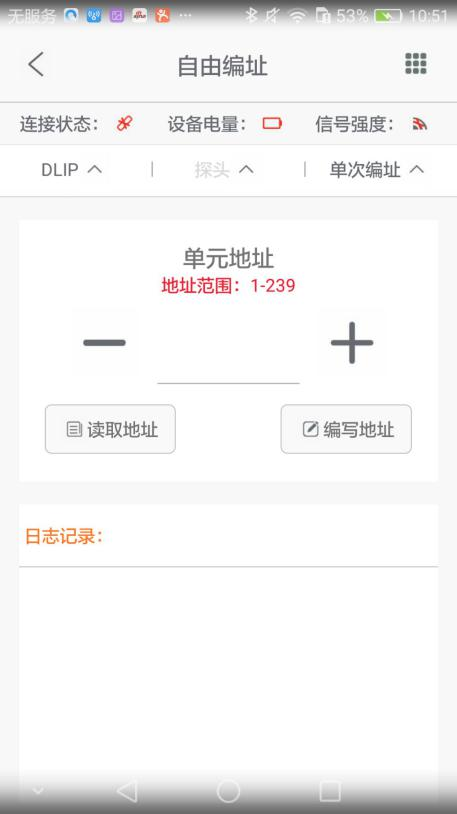 无服务 53% 10:51
自由编址
连接状态： 设备电量： 信号强度：
DLIP 探头 单次编址
单元地址
地址范围：1-239
读取地址 编写地址
日志记录：